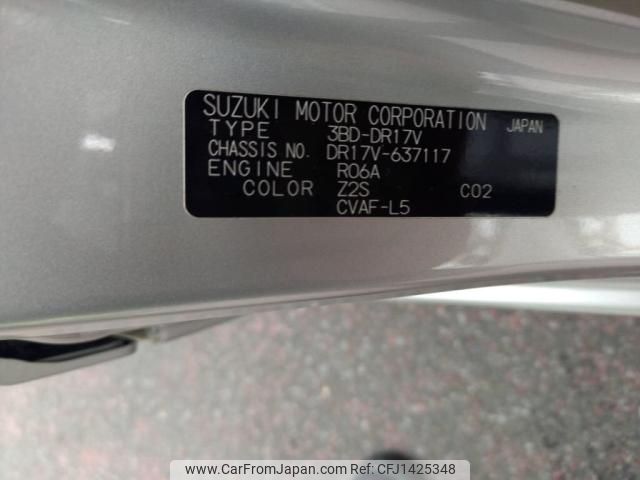 SUZUKI MOTOR CORPORATION JAPAN
TYPE 3BD-DR17V
CHASSIS NO. DR17V-637117
ENGINE R06A
COLOR Z2S C02
CVAF-L5
www.CarFromJapan.com - CFJ1425348